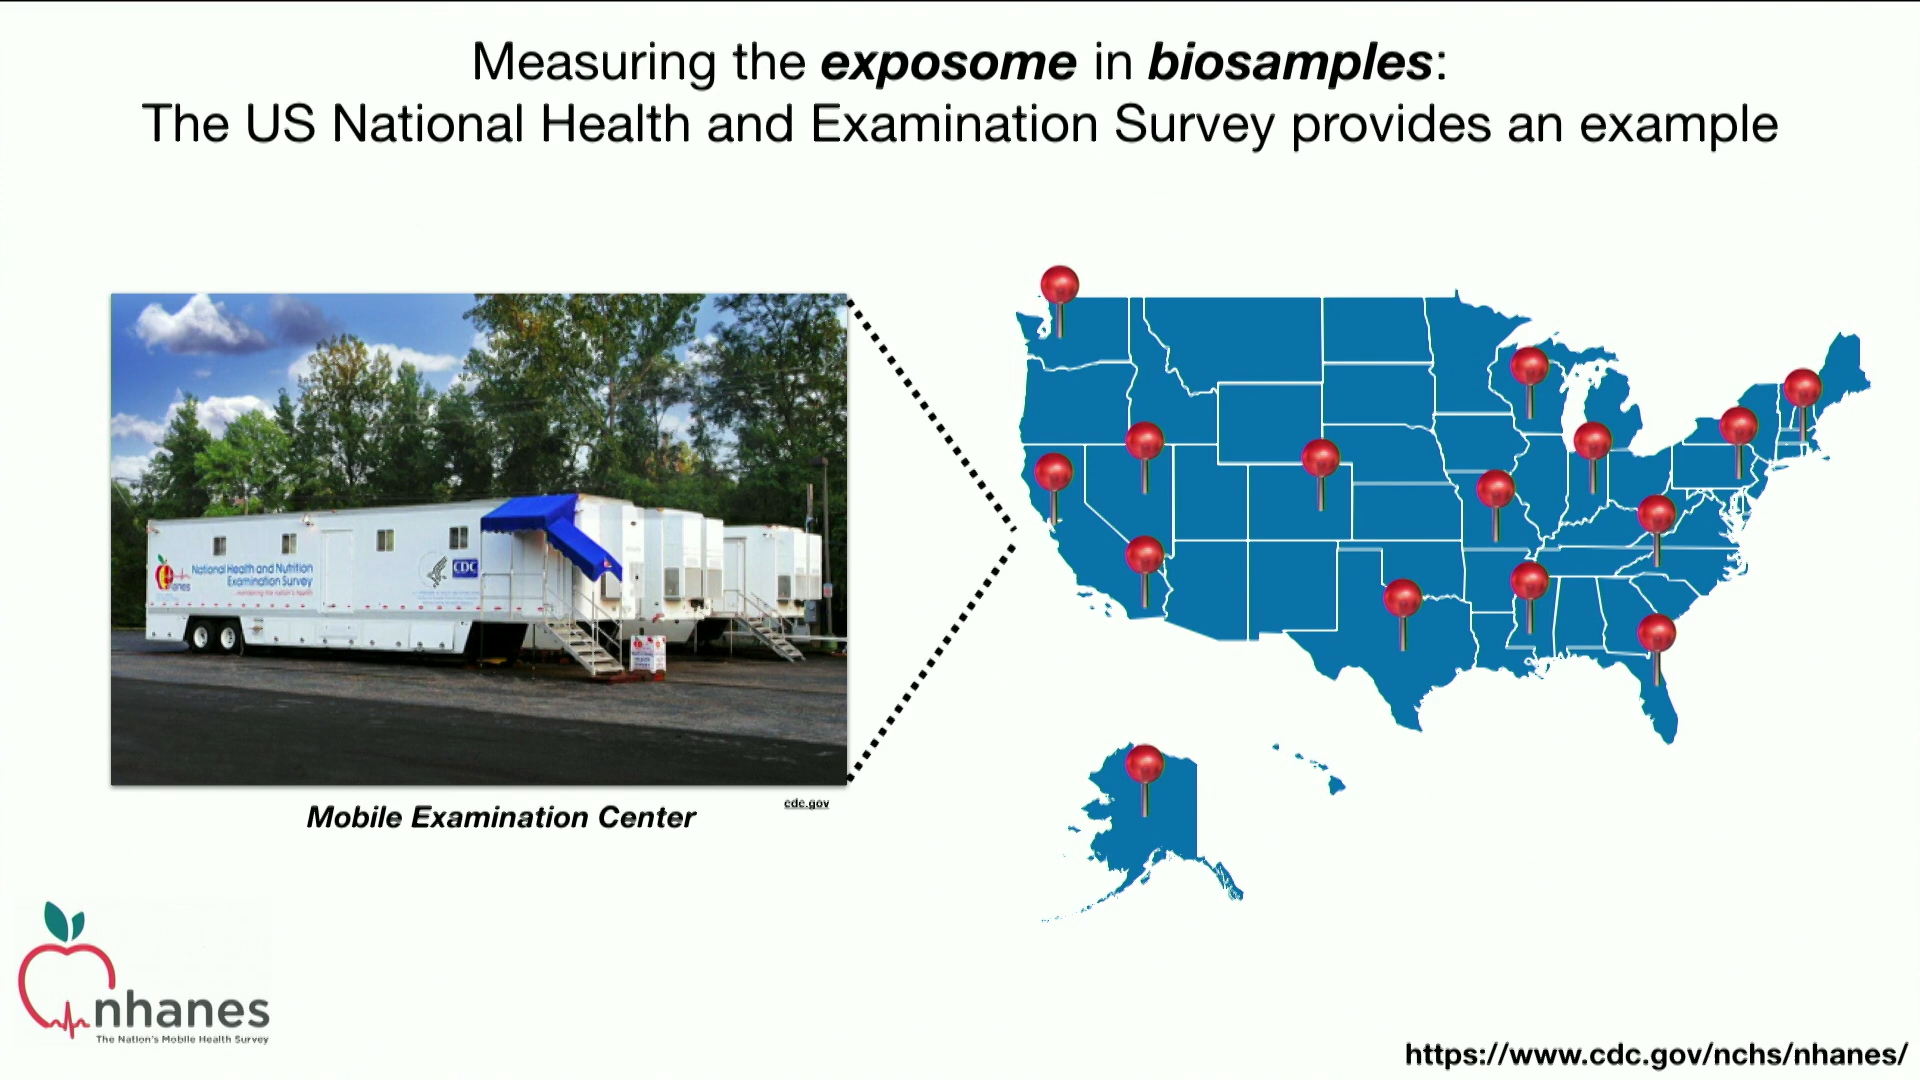 Measuring the exposome in biosamples:
The US National Health and Examination Survey provides an example
National Health and Nutrition
Examination Survey
CDC
cdc.gov
Mobile Examination Center
nhanes
The Nation's Mobile Health Survey
https://www.cdc.gov/nchs/nhanes/